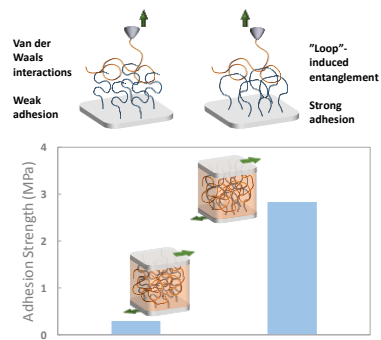 Van der
Waals
interactions
Weak
adhesion
”Loop”-
induced
entanglement
Strong
adhesion
Adhesion Strength (MPa)
4
3
2
1
0